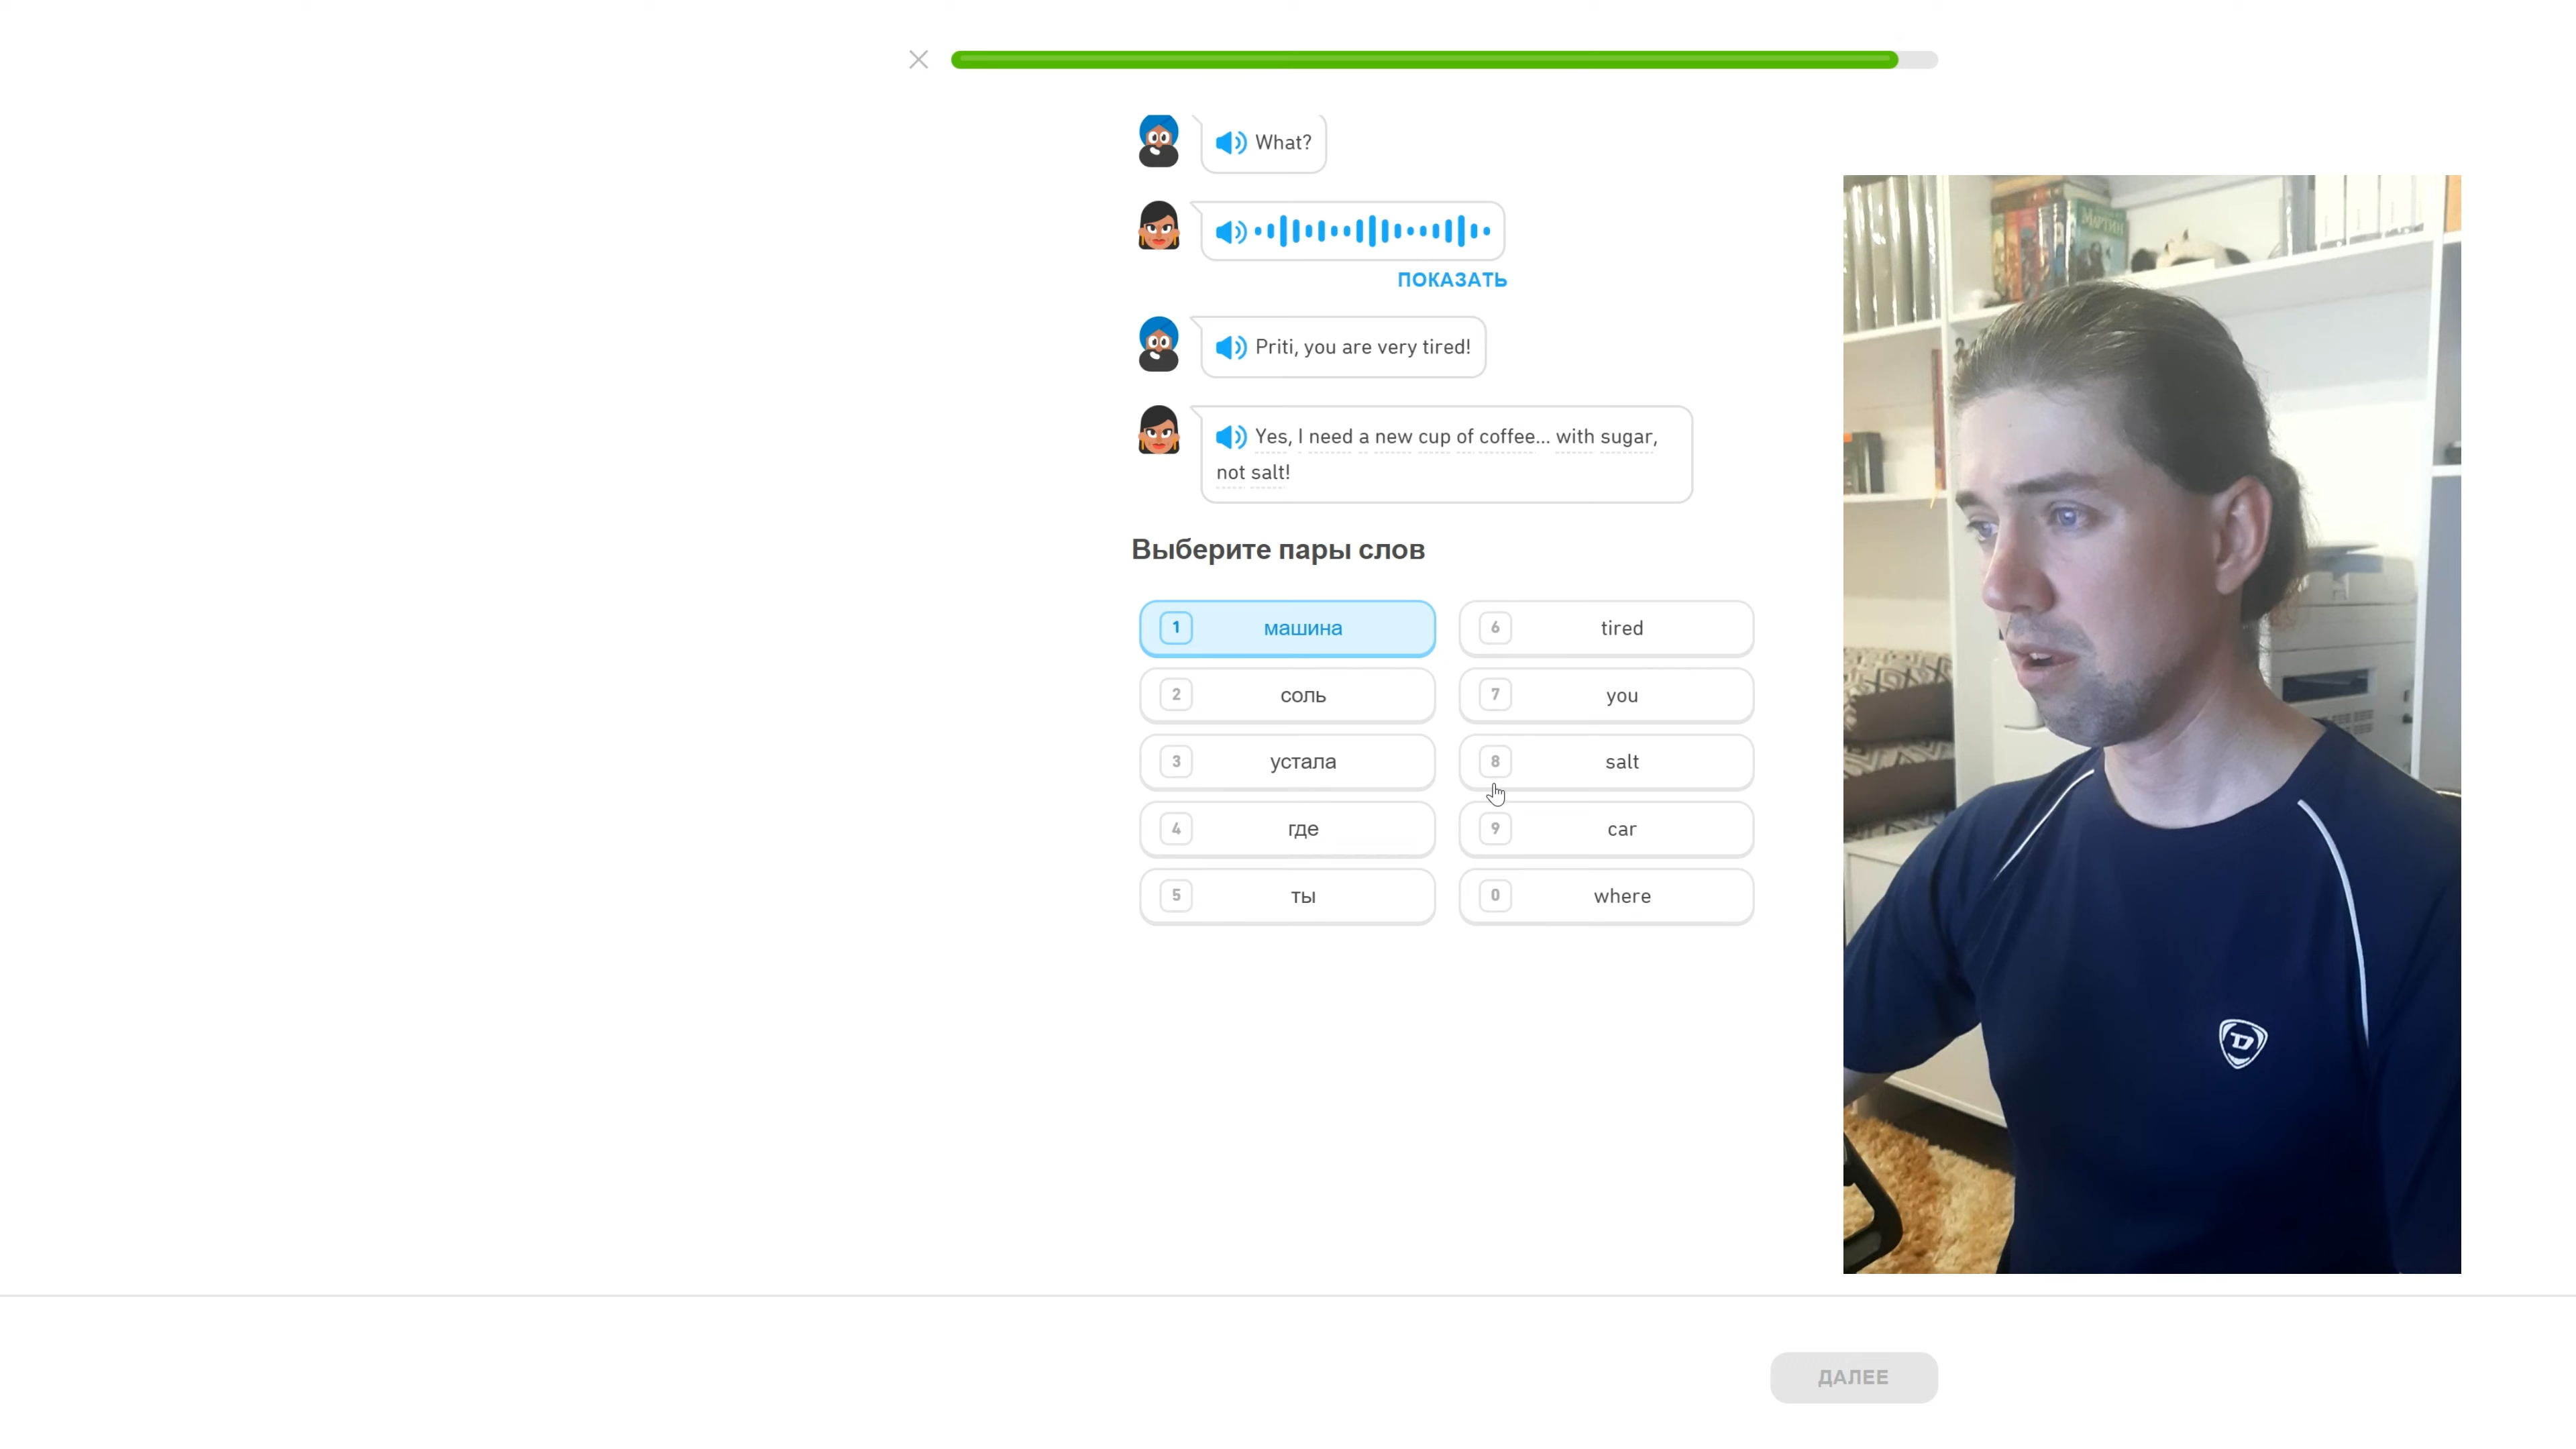 What?
ПОКАЗАТЬ
Priti, you are very tired!
Yes, I need a new cup of coffee... with sugar,
not salt!
Выберите пары слов
1 машина
6 tired
2 соль
7 you
3 устала
8 salt
4 где
9 car
5 ты
0 where
ДАЛЕЕ